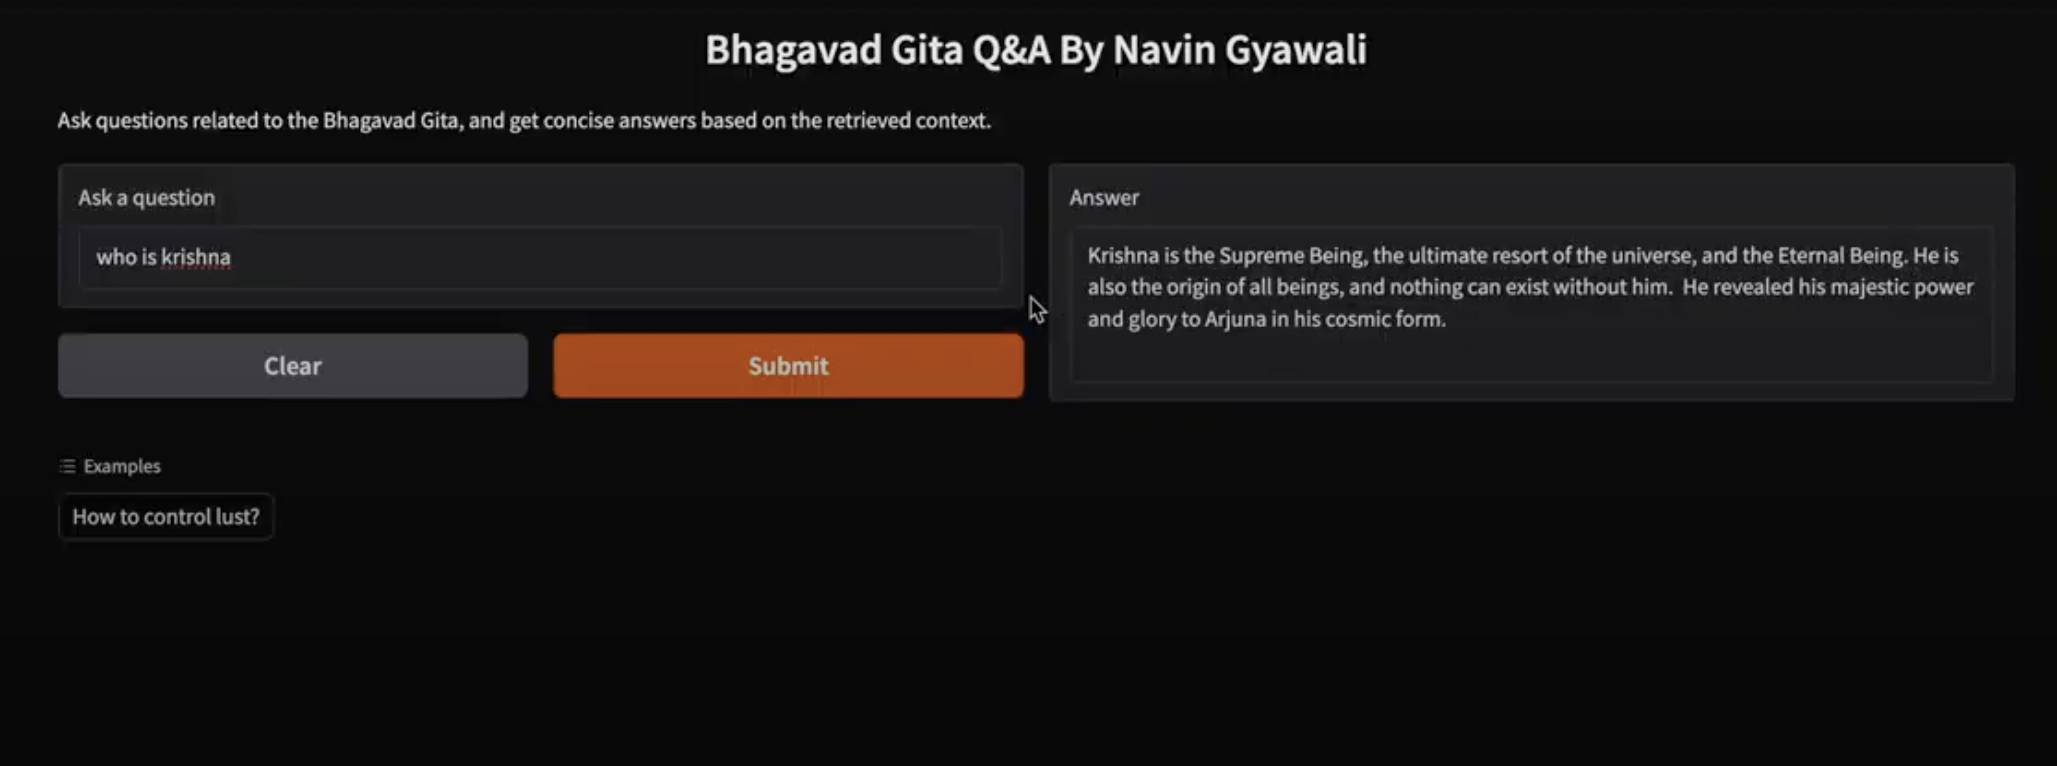 Bhagavad Gita Q&A By Navin Gyawali
Ask questions related to the Bhagavad Gita, and get concise answers based on the retrieved context.
Ask a question
who is krishna
Clear
Submit
Answer
Krishna is the Supreme Being, the ultimate resort of the universe, and the Eternal Being. He is
also the origin of all beings, and nothing can exist without him.  He revealed his majestic power
and glory to Arjuna in his cosmic form.
Examples
How to control lust?